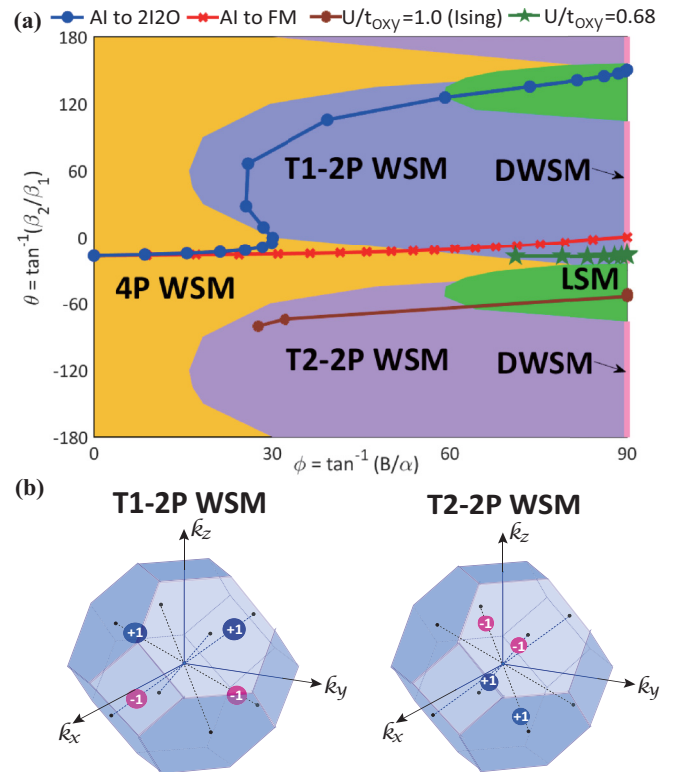 (a) AI to 2I2O AI to FM U/tOXY=1.0 (Ising) U/tOXY=0.68
180
120
60
0
-60
-120
-180
θ = tan⁻¹(β₂/β₁)
T1-2P WSM
DWSM
4P WSM
LSM
T2-2P WSM
DWSM
0 30 60 90
ϕ = tan⁻¹ (B/α)
(b)
T1-2P WSM T2-2P WSM
kz kz
+1 +1 -1 -1
-1 -1 +1 +1
kx ky kx ky